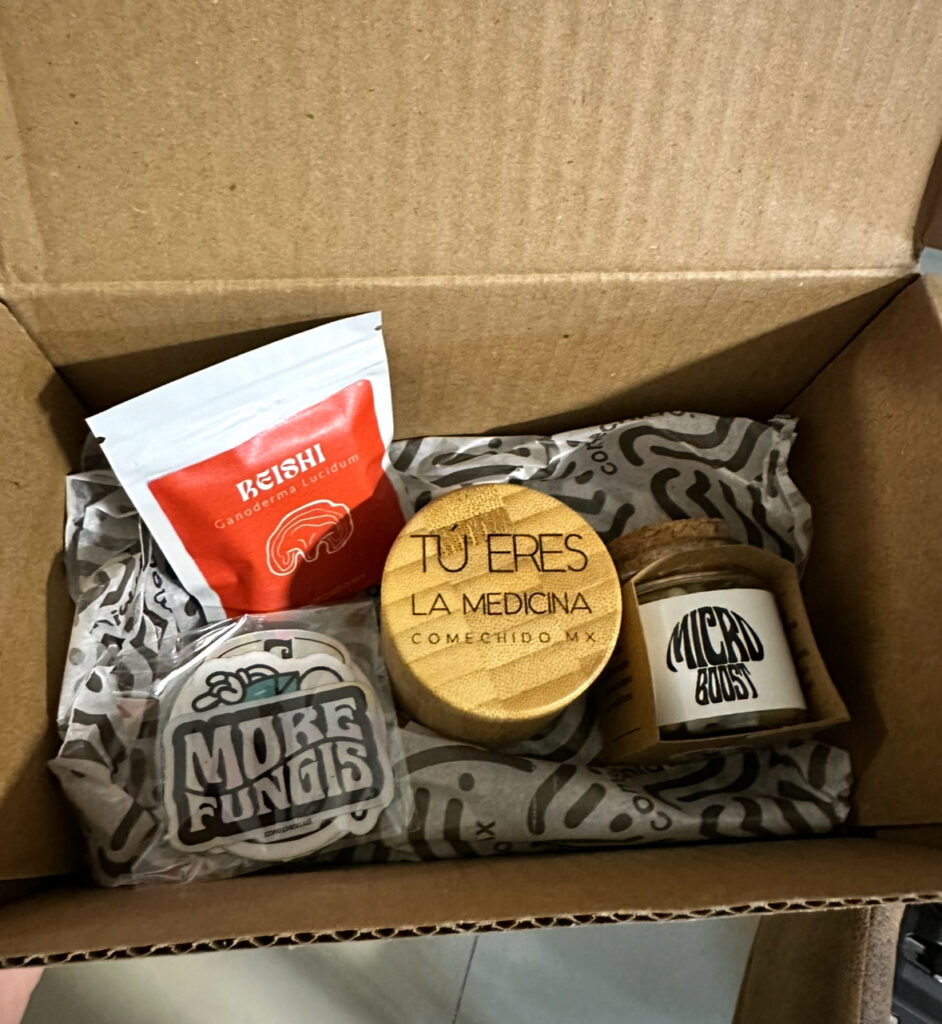 REISHI
Ganoderma Lucidum
TÚ ERES
LA MEDICINA
COMECHIDO MX
MICRO
BOOST
MORE
FUNGIS